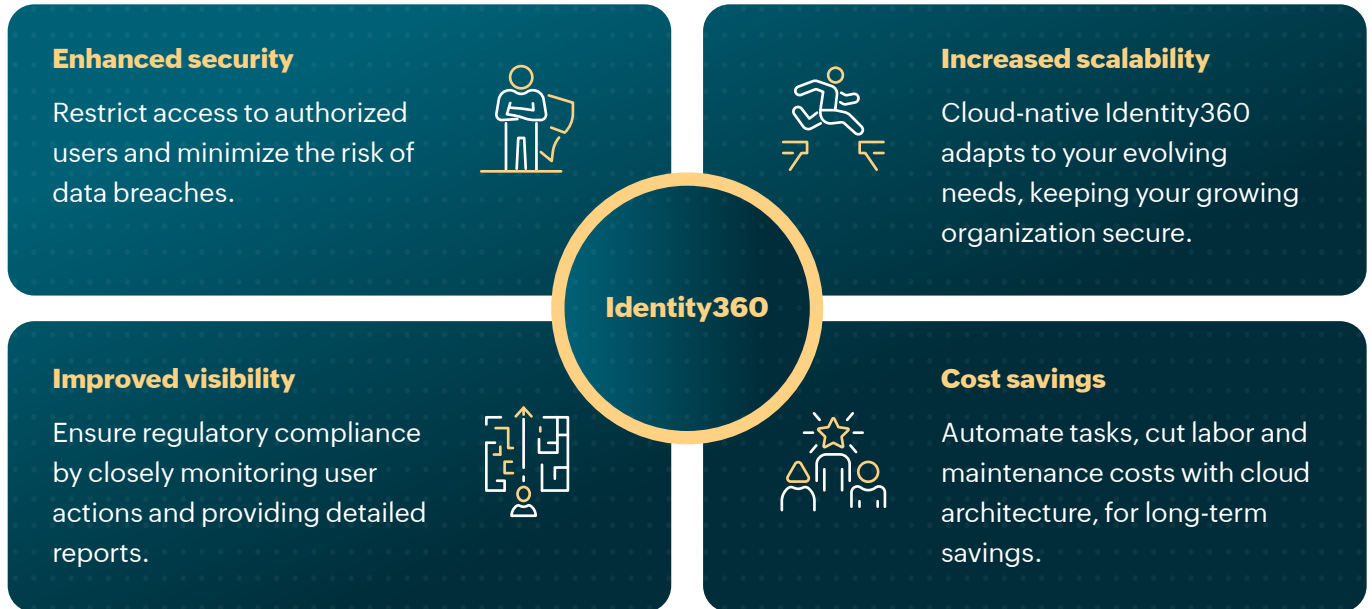 Enhanced security
Restrict access to authorized
users and minimize the risk of
data breaches.
Increased scalability
Cloud-native Identity360
adapts to your evolving
needs, keeping your growing
organization secure.
Identity360
Improved visibility
Ensure regulatory compliance
by closely monitoring user
actions and providing detailed
reports.
Cost savings
Automate tasks, cut labor and
maintenance costs with cloud
architecture, for long-term
savings.